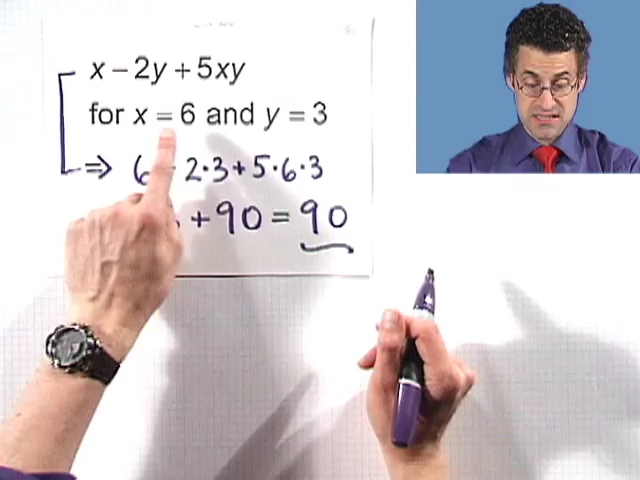 x − 2y + 5xy
for x = 6 and y = 3
⇒ 6 - 2·3 + 5·6·3
+ 90 = 90